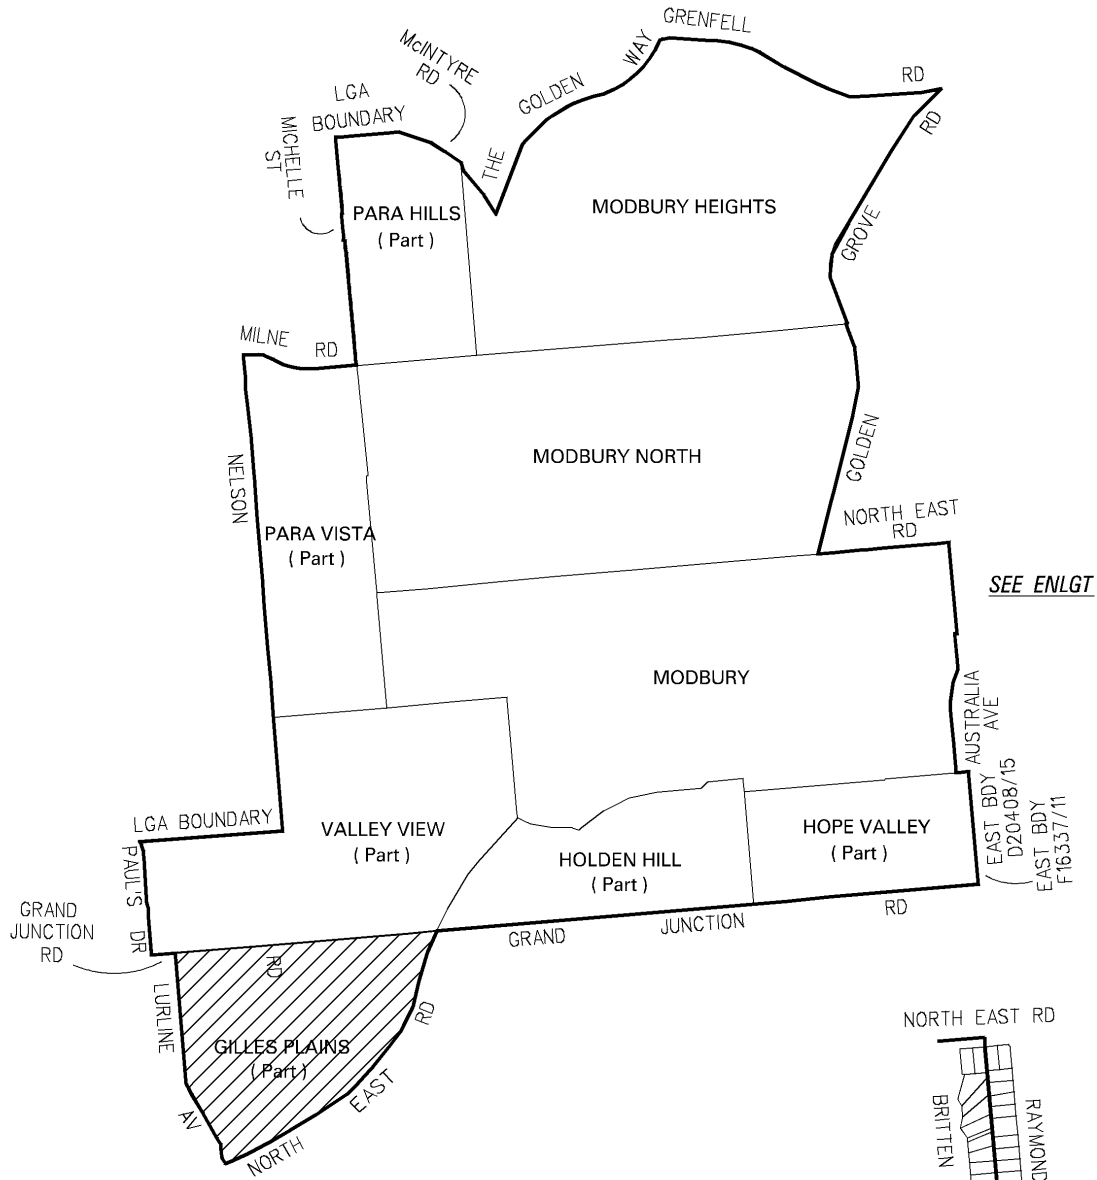 GRENFELL
WAY
McINTYRE
RD
RD
GOLDEN
LGA
BOUNDARY
RD
MICHELLE
ST
THE
PARA HILLS
( Part )
MODBURY HEIGHTS
GROVE
MILNE
RD
GOLDEN
MODBURY NORTH
NELSON
NORTH EAST
RD
PARA VISTA
( Part )
SEE ENLGT
MODBURY
AUSTRALIA
AVE
EAST BDY
D20408/15
EAST BDY
F16337/11
LGA BOUNDARY
VALLEY VIEW
( Part )
HOPE VALLEY
( Part )
HOLDEN HILL
( Part )
PAUL'S
DR
GRAND
JUNCTION
RD
GRAND
JUNCTION
RD
RD
LURLINE
AV
RD
GILLES PLAINS
( Part )
EAST
NORTH
NORTH EAST RD
BRITTEN
RAYMOND